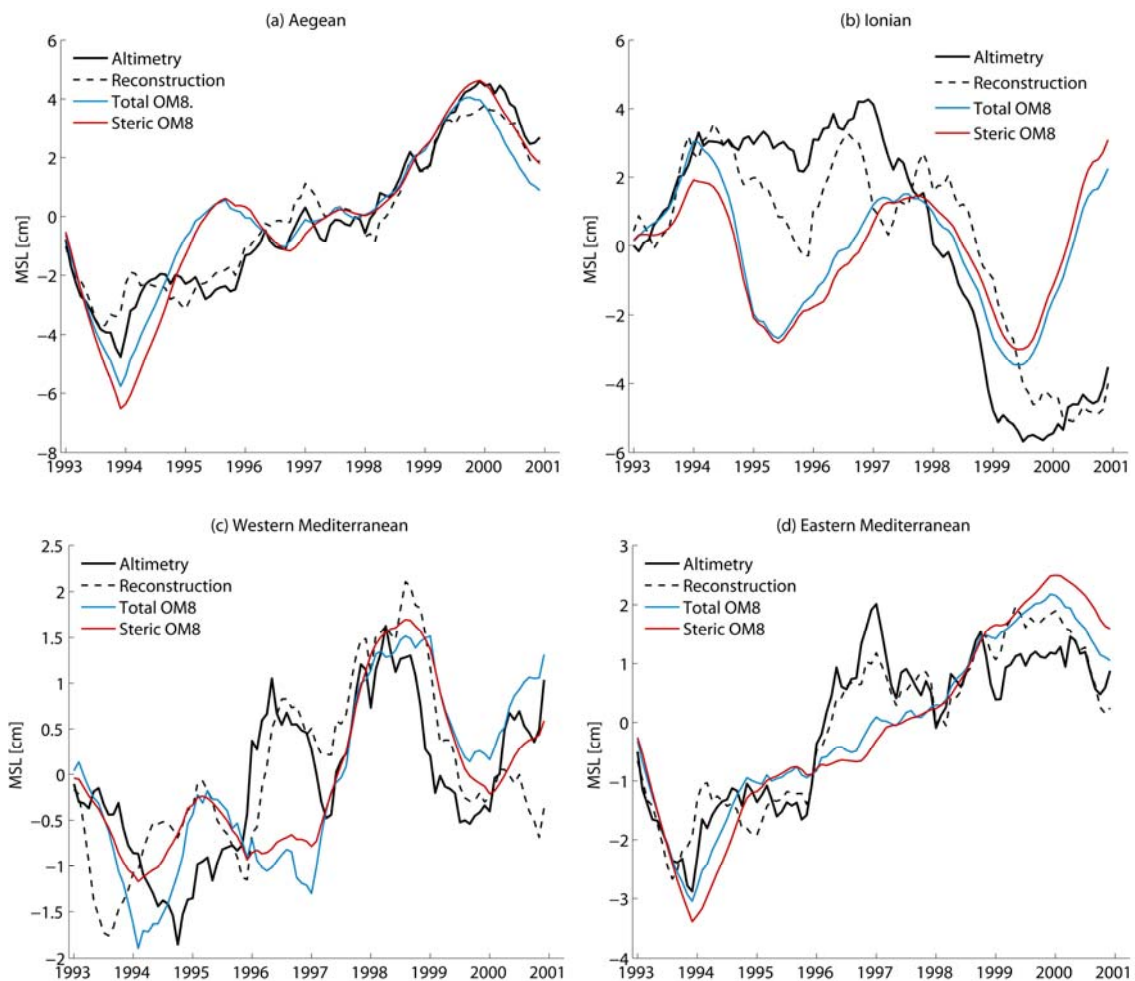 (a) Aegean
6
4
2
0
−2
−4
−6
−8
MSL [cm]
Altimetry
Reconstruction
Total OM8.
Steric OM8
1993 1994 1995 1996 1997 1998 1999 2000 2001
(b) Ionian
6
4
2
0
−2
−4
−6
MSL [cm]
Altimetry
Reconstruction
Total OM8
Steric OM8
1993 1994 1995 1996 1997 1998 1999 2000 2001
(c) Western Mediterranean
2.5
2
1.5
1
0.5
0
−0.5
−1
−1.5
−2
MSL [cm]
Altimetry
Reconstruction
Total OM8
Steric OM8
1993 1994 1995 1996 1997 1998 1999 2000 2001
(d) Eastern Mediterranean
3
2
1
0
−1
−2
−3
−4
MSL [cm]
Altimetry
Reconstruction
Total OM8
Steric OM8
1993 1994 1995 1996 1997 1998 1999 2000 2001